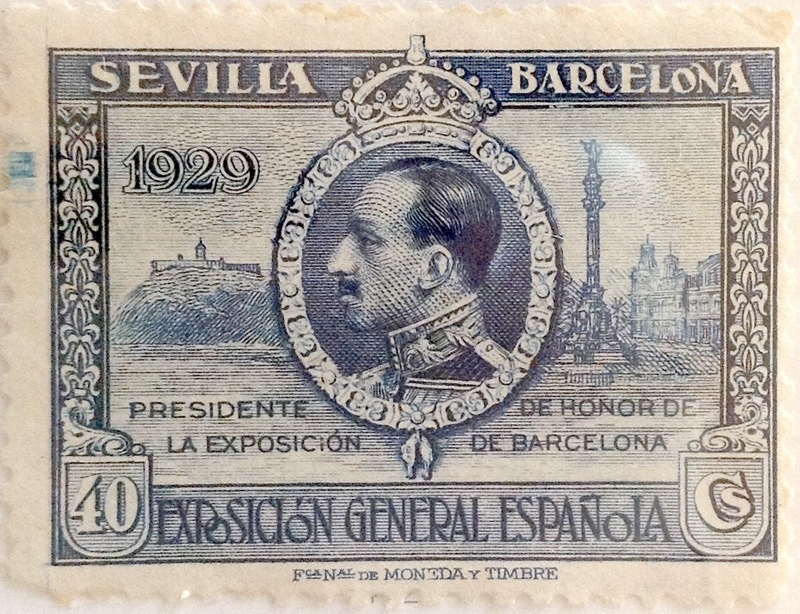 SEVILLA BARCELONA
1929
PRESIDENTE DE HONOR DE
LA EXPOSICIÓN DE BARCELONA
40 EXPOSICIÓN GENERAL ESPAÑOLA Cs
FCA NAL DE MONEDA Y TIMBRE